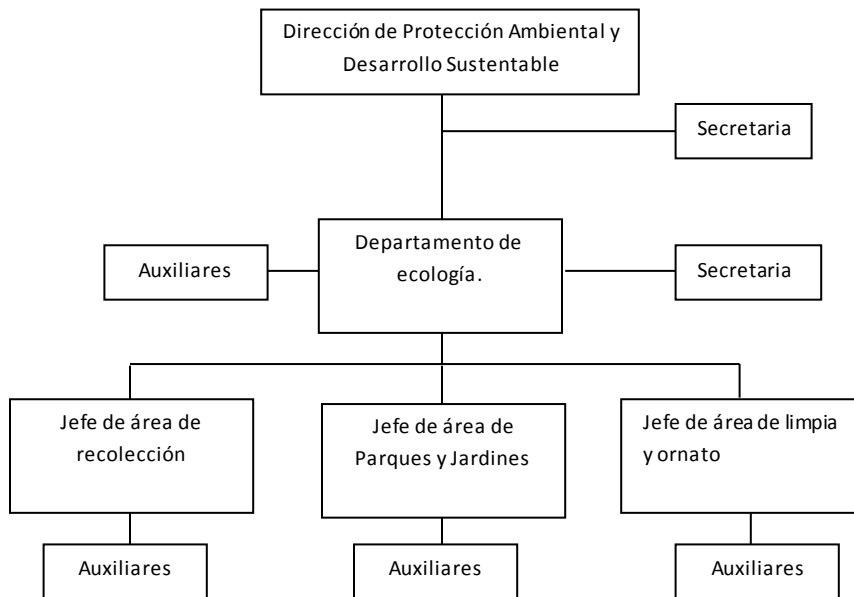 Dirección de Protección Ambiental y
Desarrollo Sustentable
Secretaria
Departamento de
ecología.
Auxiliares
Secretaria
Jefe de área de
recolección
Jefe de área de
Parques y Jardines
Jefe de área de limpia
y ornato
Auxiliares
Auxiliares
Auxiliares